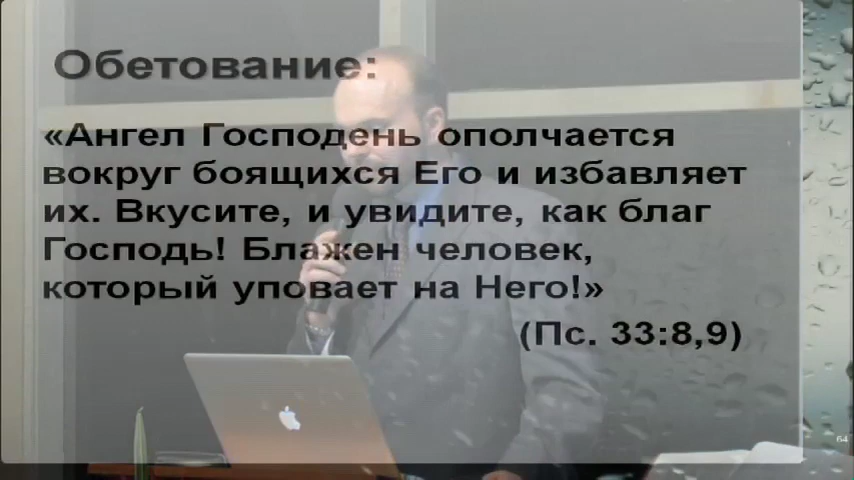 Обетование:
«Ангел Господень ополчается
вокруг боящихся Его и избавляет
их. Вкусите, и увидите, как благ
Господь! Блажен человек,
который уповает на Него!»
(Пс. 33:8,9)
64